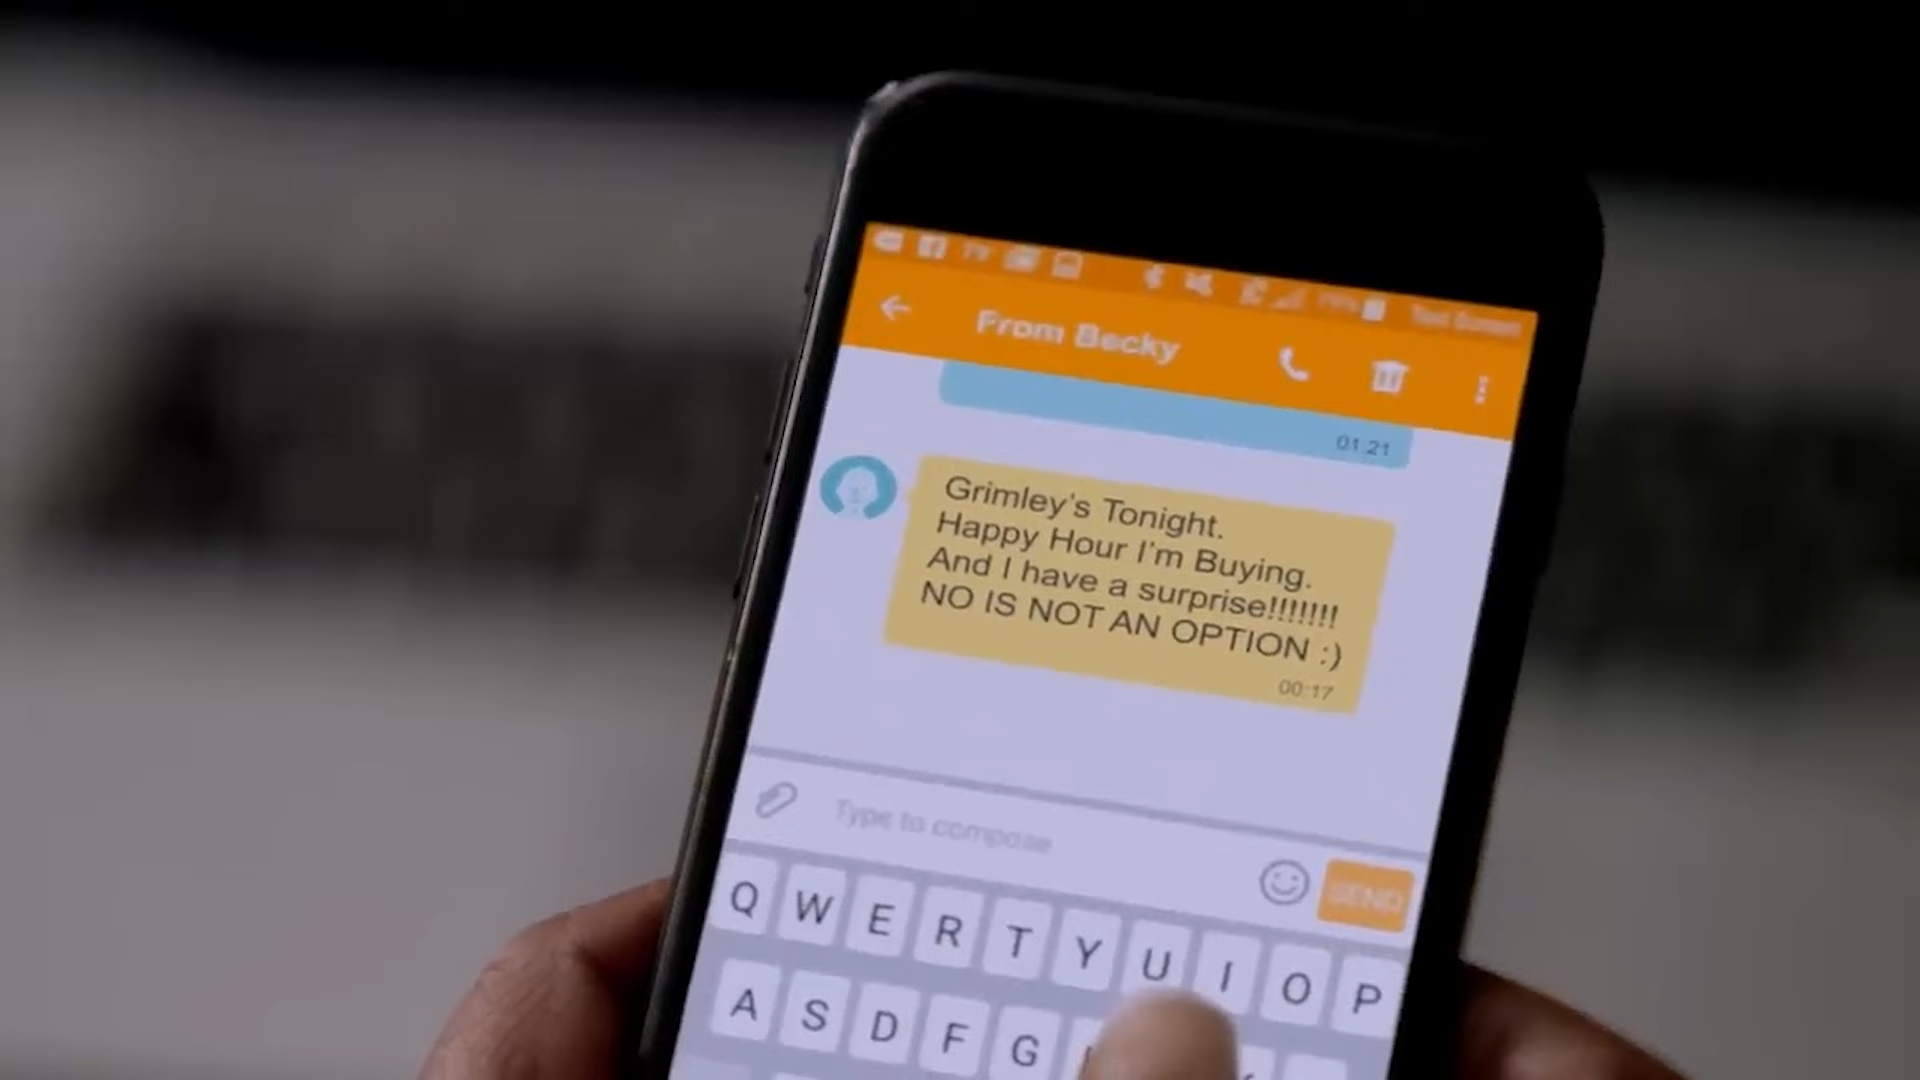 From Becky
01:21
Grimley's Tonight.
Happy Hour I'm Buying.
And I have a surprise!!!!!!!
NO IS NOT AN OPTION :)
00:17
Type to compose
SEND
Q W E R T Y U I O P
A S D F G